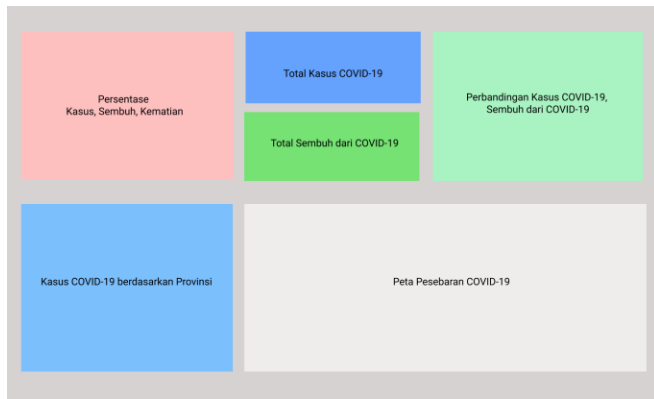 Persentase
Kasus, Sembuh, Kematian
Total Kasus COVID-19
Total Sembuh dari COVID-19
Perbandingan Kasus COVID-19,
Sembuh dari COVID-19
Kasus COVID-19 berdasarkan Provinsi
Peta Pesebaran COVID-19